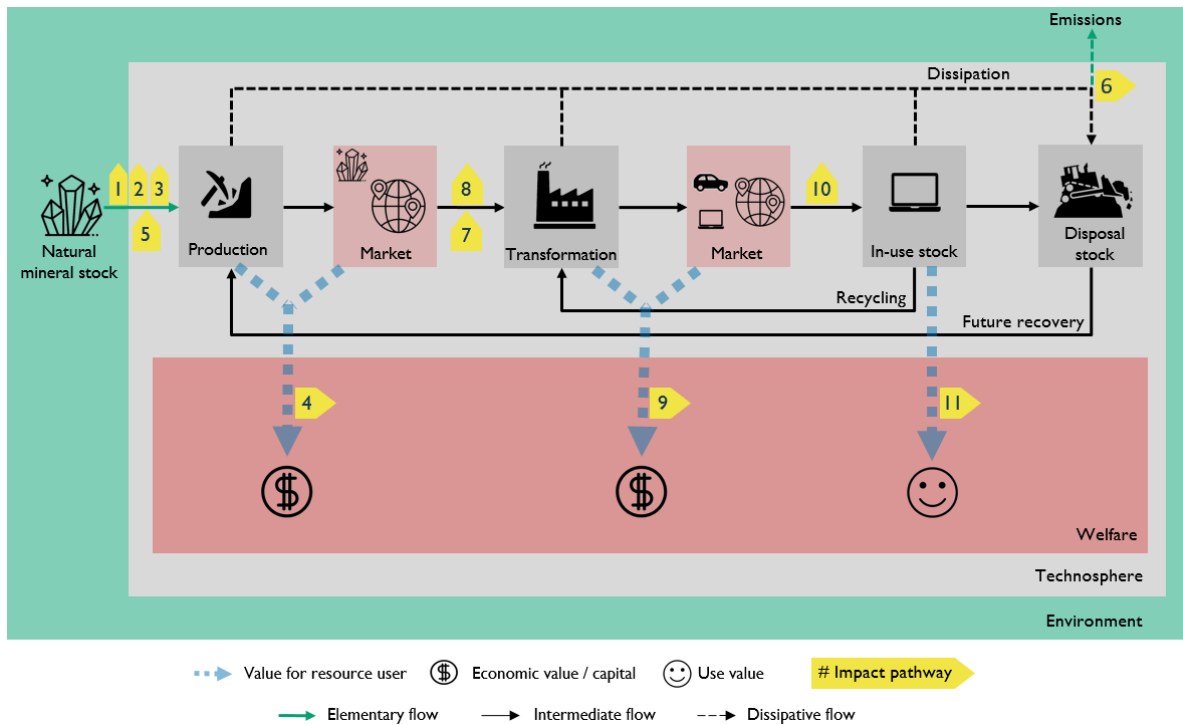 Emissions
Dissipation
6
1 2 3
8
10
5
7
Natural
mineral stock
Production
Market
Transformation
Market
In-use stock
Disposal
stock
Recycling
Future recovery
4
9
11
$
$
Welfare
Technosphere
Environment
Value for resource user
$ Economic value / capital
Use value
# Impact pathway
Elementary flow
Intermediate flow
Dissipative flow